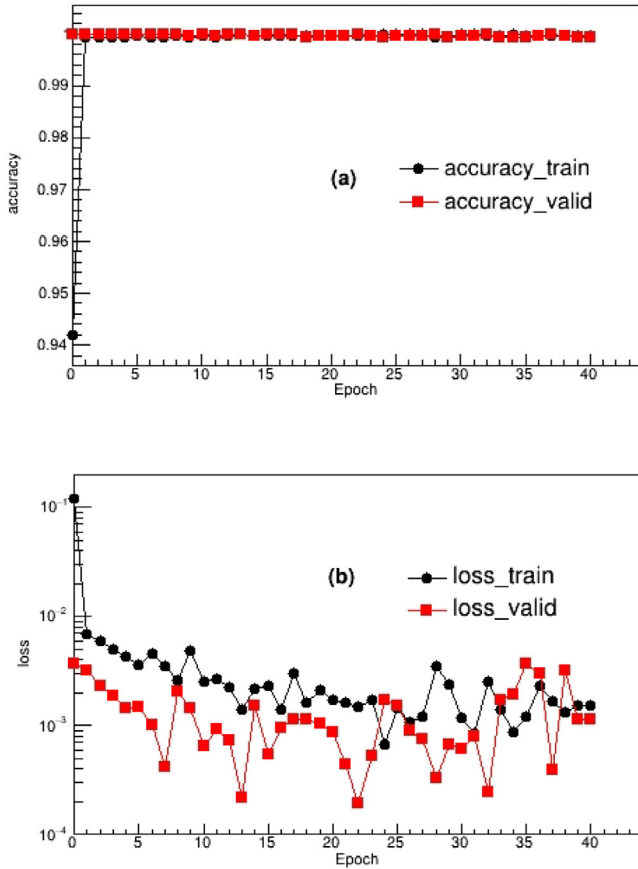 1
0.99
0.98
0.97
0.96
0.95
0.94
accuracy
(a)
accuracy_train
accuracy_valid
0 5 10 15 20 25 30 35 40
Epoch
10⁻¹
10⁻²
10⁻³
10⁻⁴
loss
(b)
loss_train
loss_valid
0 5 10 15 20 25 30 35 40
Epoch